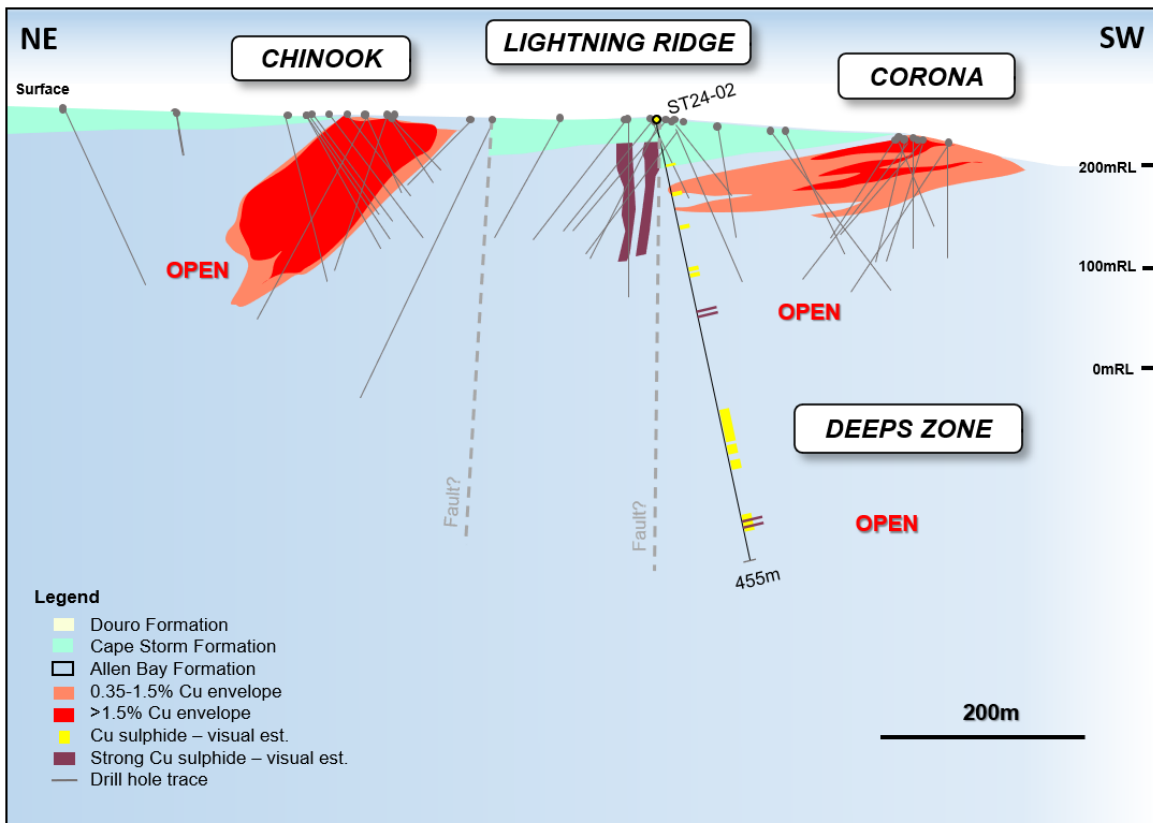 NE
SW
LIGHTNING RIDGE
CHINOOK
CORONA
Surface
ST24-02
200mRL
OPEN
100mRL
OPEN
0mRL
DEEPS ZONE
Fault?
Fault?
OPEN
455m
Legend
Douro Formation
Cape Storm Formation
Allen Bay Formation
0.35-1.5% Cu envelope
>1.5% Cu envelope
Cu sulphide – visual est.
Strong Cu sulphide – visual est.
Drill hole trace
200m